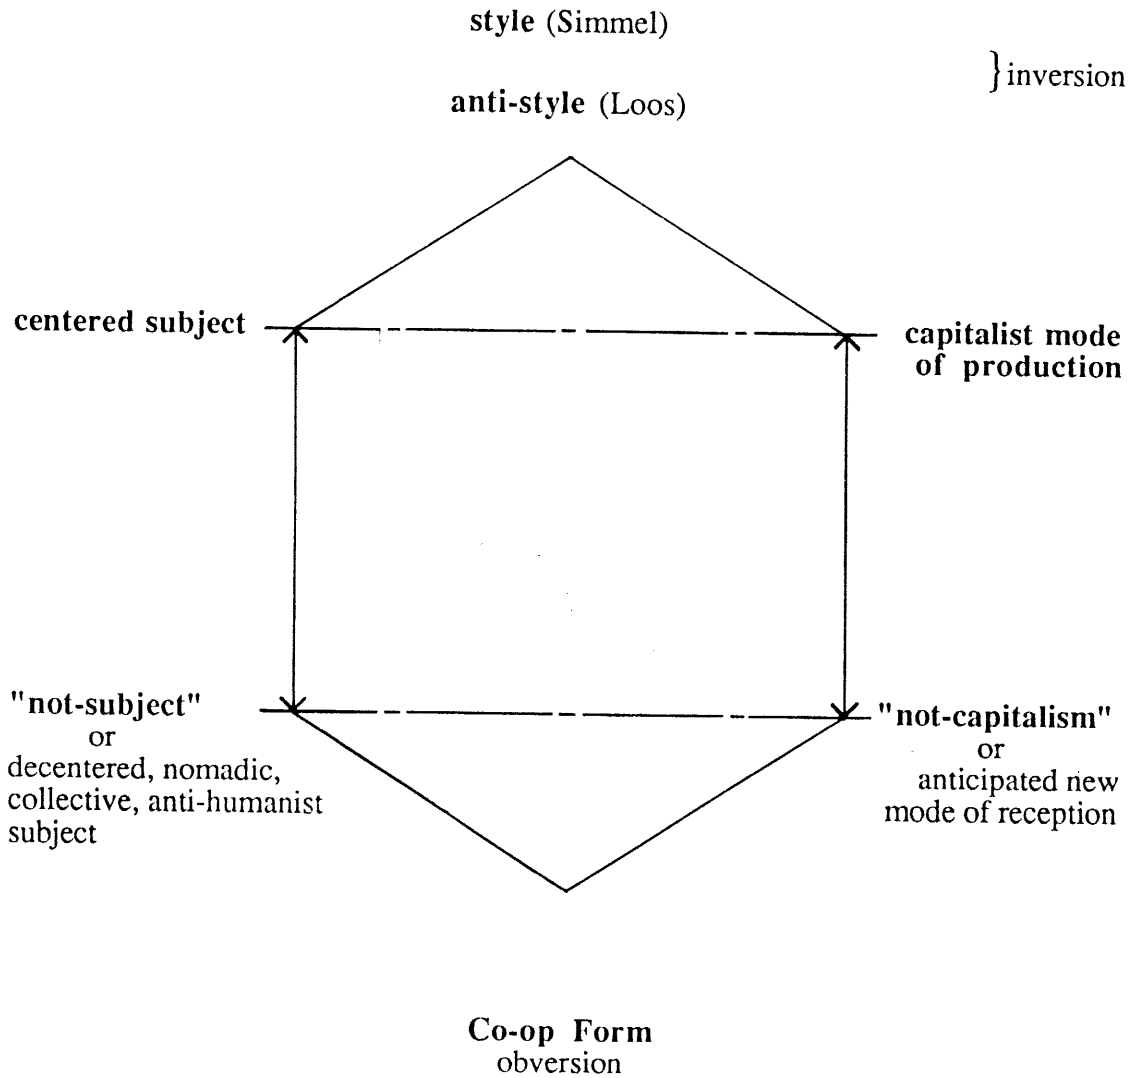 style (Simmel)
}inversion
anti-style (Loos)
centered subject
capitalist mode
of production
"not-subject"
or
decentered, nomadic,
collective, anti-humanist
subject
"not-capitalism"
or
anticipated new
mode of reception
Co-op Form
obversion